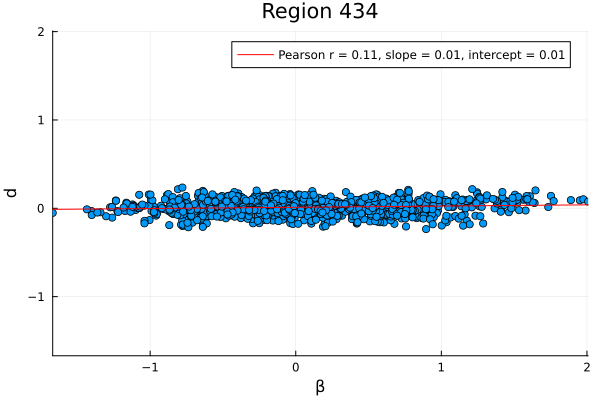 Region 434
Pearson r = 0.11, slope = 0.01, intercept = 0.01
2
1
0
−1
d
−1
0
1
2
β